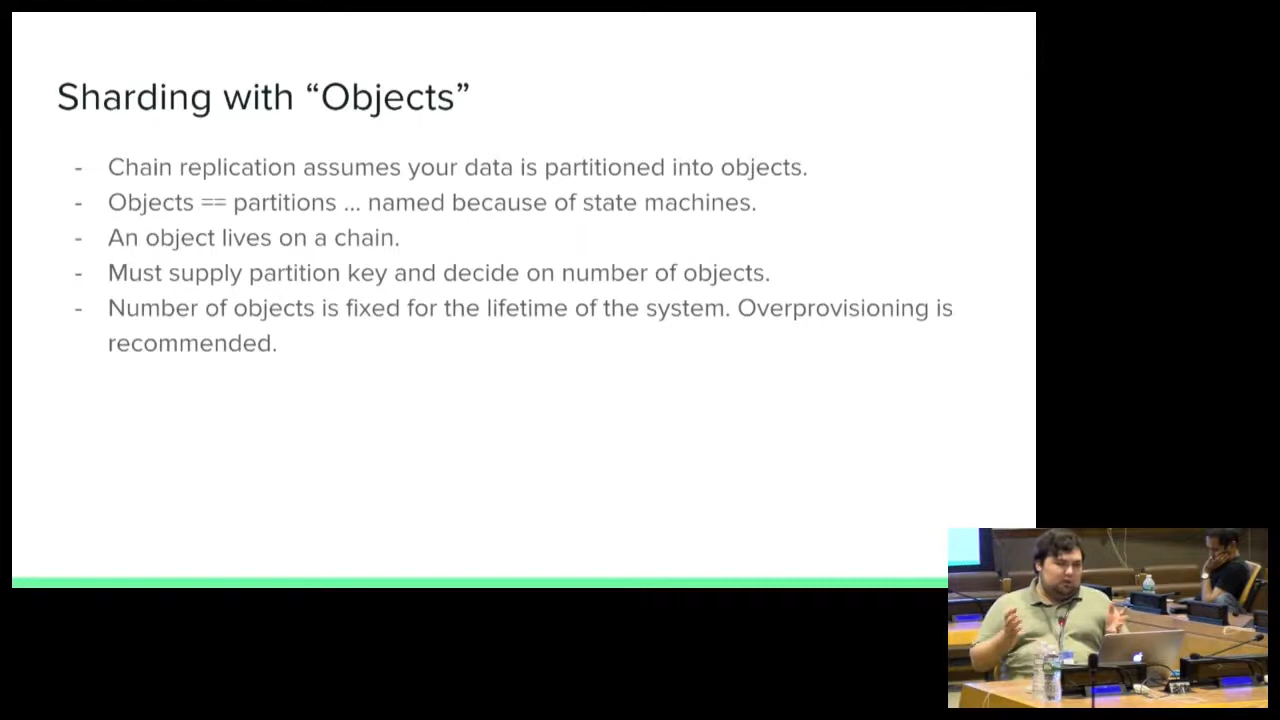 Sharding with “Objects”
- Chain replication assumes your data is partitioned into objects.
- Objects == partitions ... named because of state machines.
- An object lives on a chain.
- Must supply partition key and decide on number of objects.
- Number of objects is fixed for the lifetime of the system. Overprovisioning is
recommended.